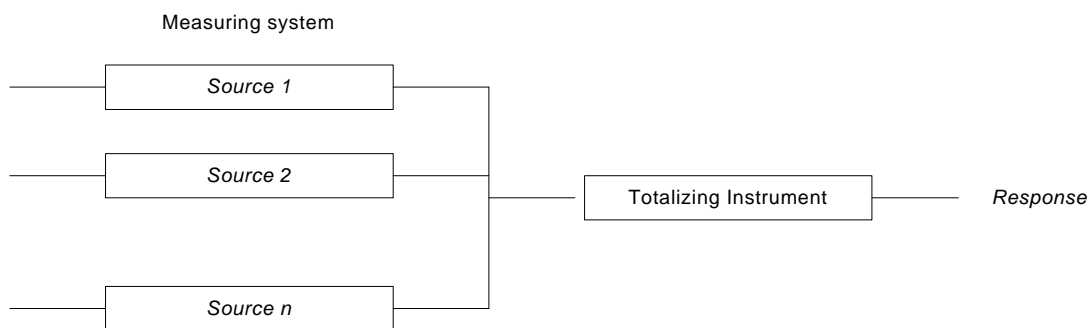 Measuring system
Source 1
Source 2
Totalizing Instrument
Response
Source n